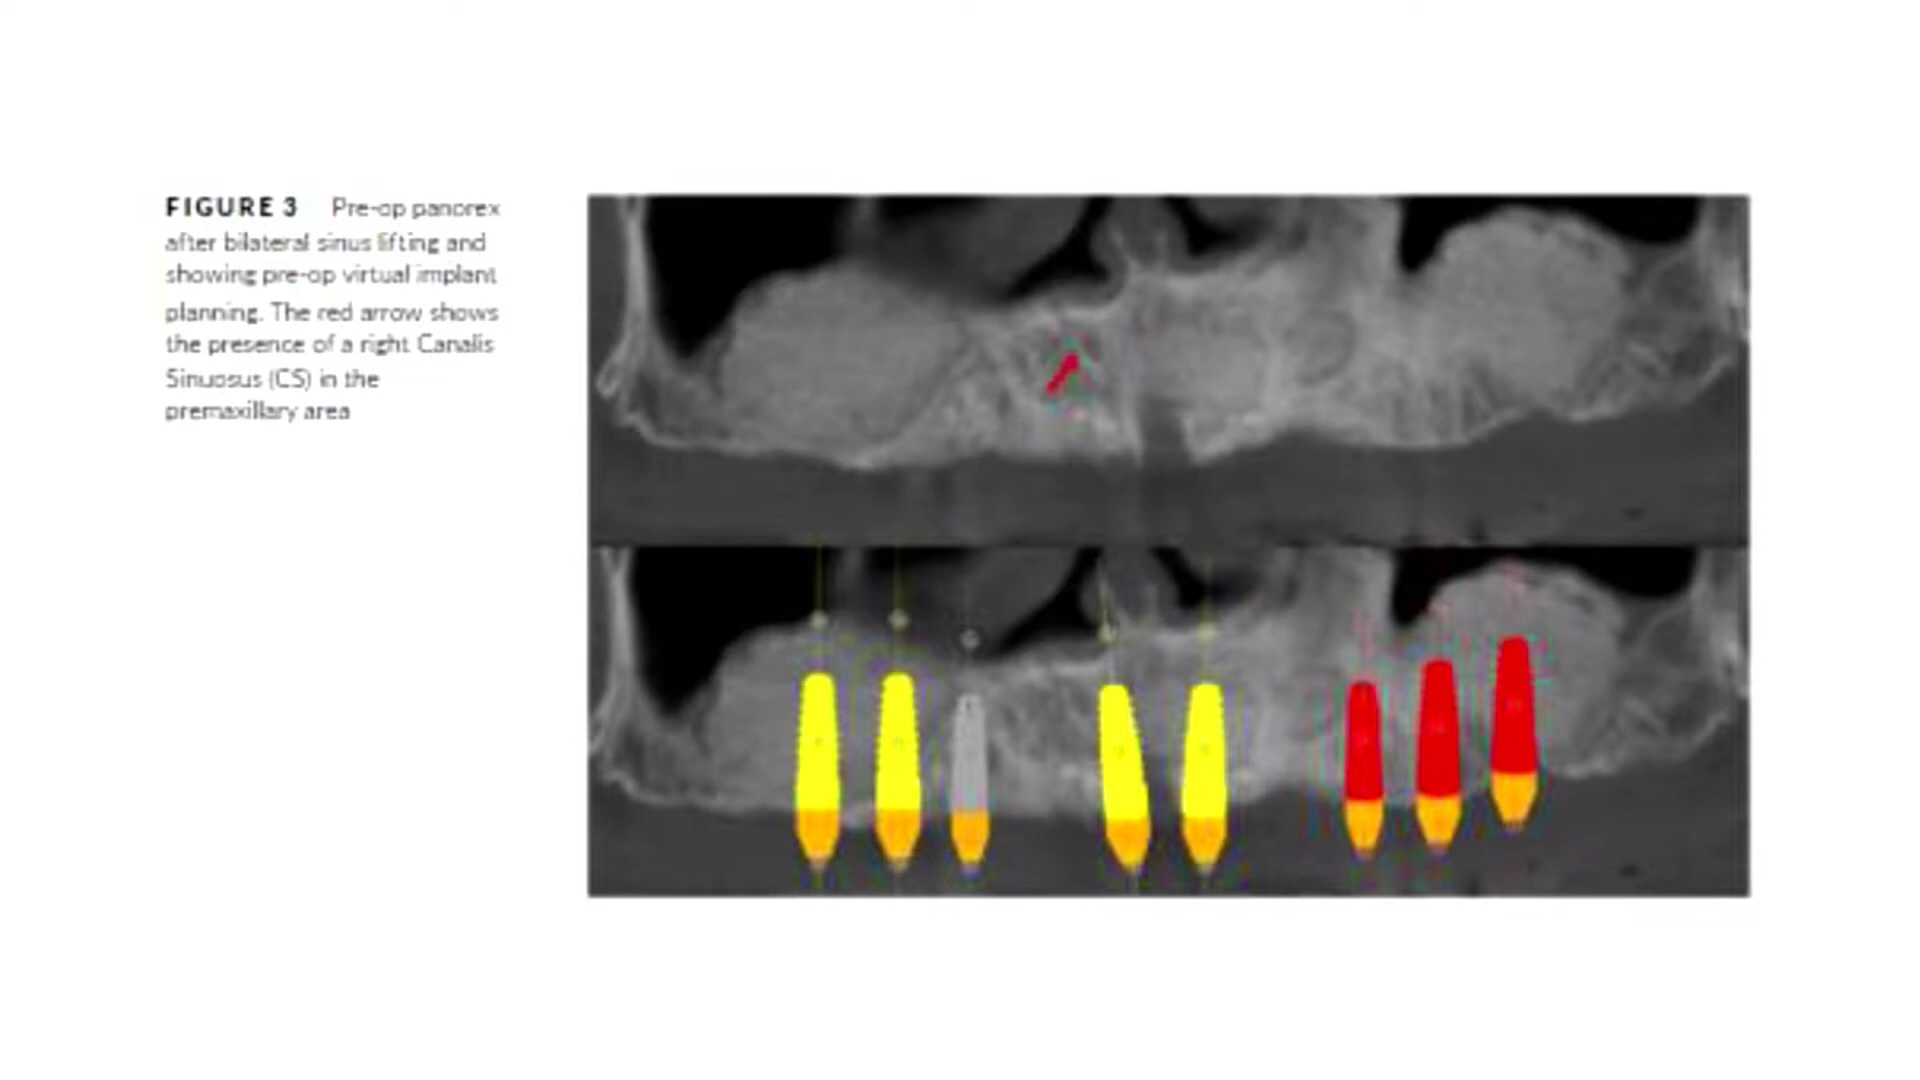 FIGURE 3 Pre-op panorex
after bilateral sinus lifting and
showing pre-op virtual implant
planning. The red arrow shows
the presence of a right Canalis
Sinuosus (CS) in the
premaxillary area